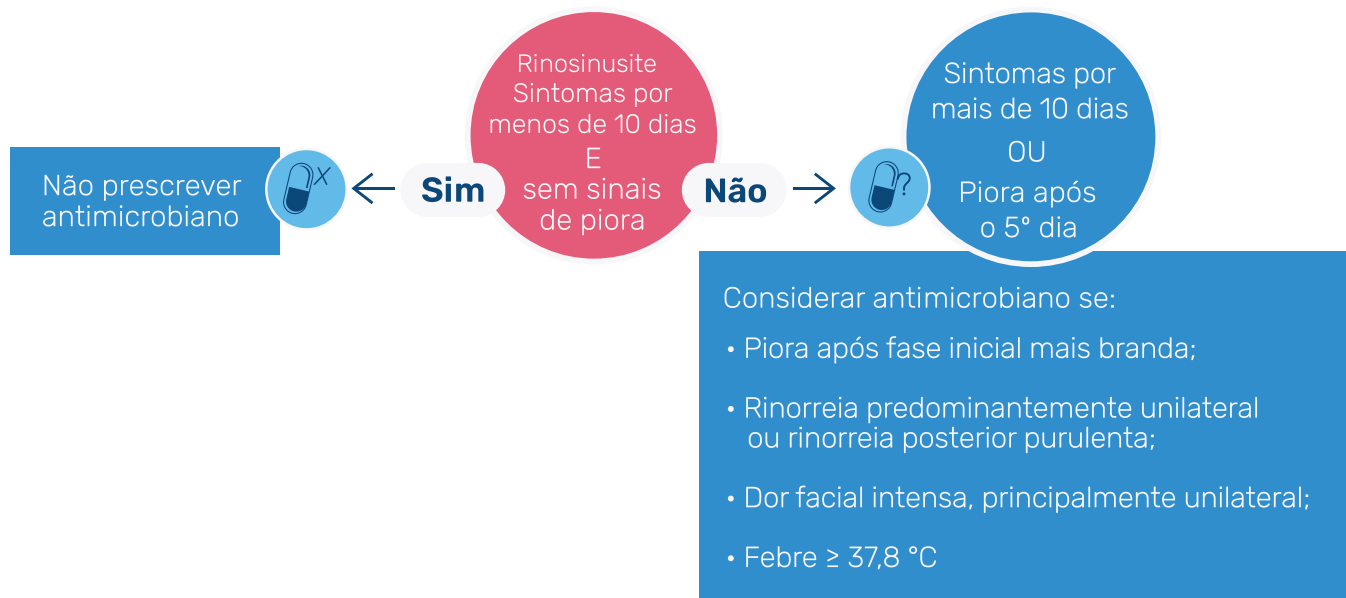 Rinosinusite
Sintomas por
menos de 10 dias
E
sem sinais
de piora
Sim
Não prescrever
antimicrobiano
X
Não
?
Sintomas por
mais de 10 dias
OU
Piora após
o 5° dia
Considerar antimicrobiano se:
• Piora após fase inicial mais branda;
• Rinorreia predominantemente unilateral
ou rinorreia posterior purulenta;
• Dor facial intensa, principalmente unilateral;
• Febre ≥ 37,8 °C